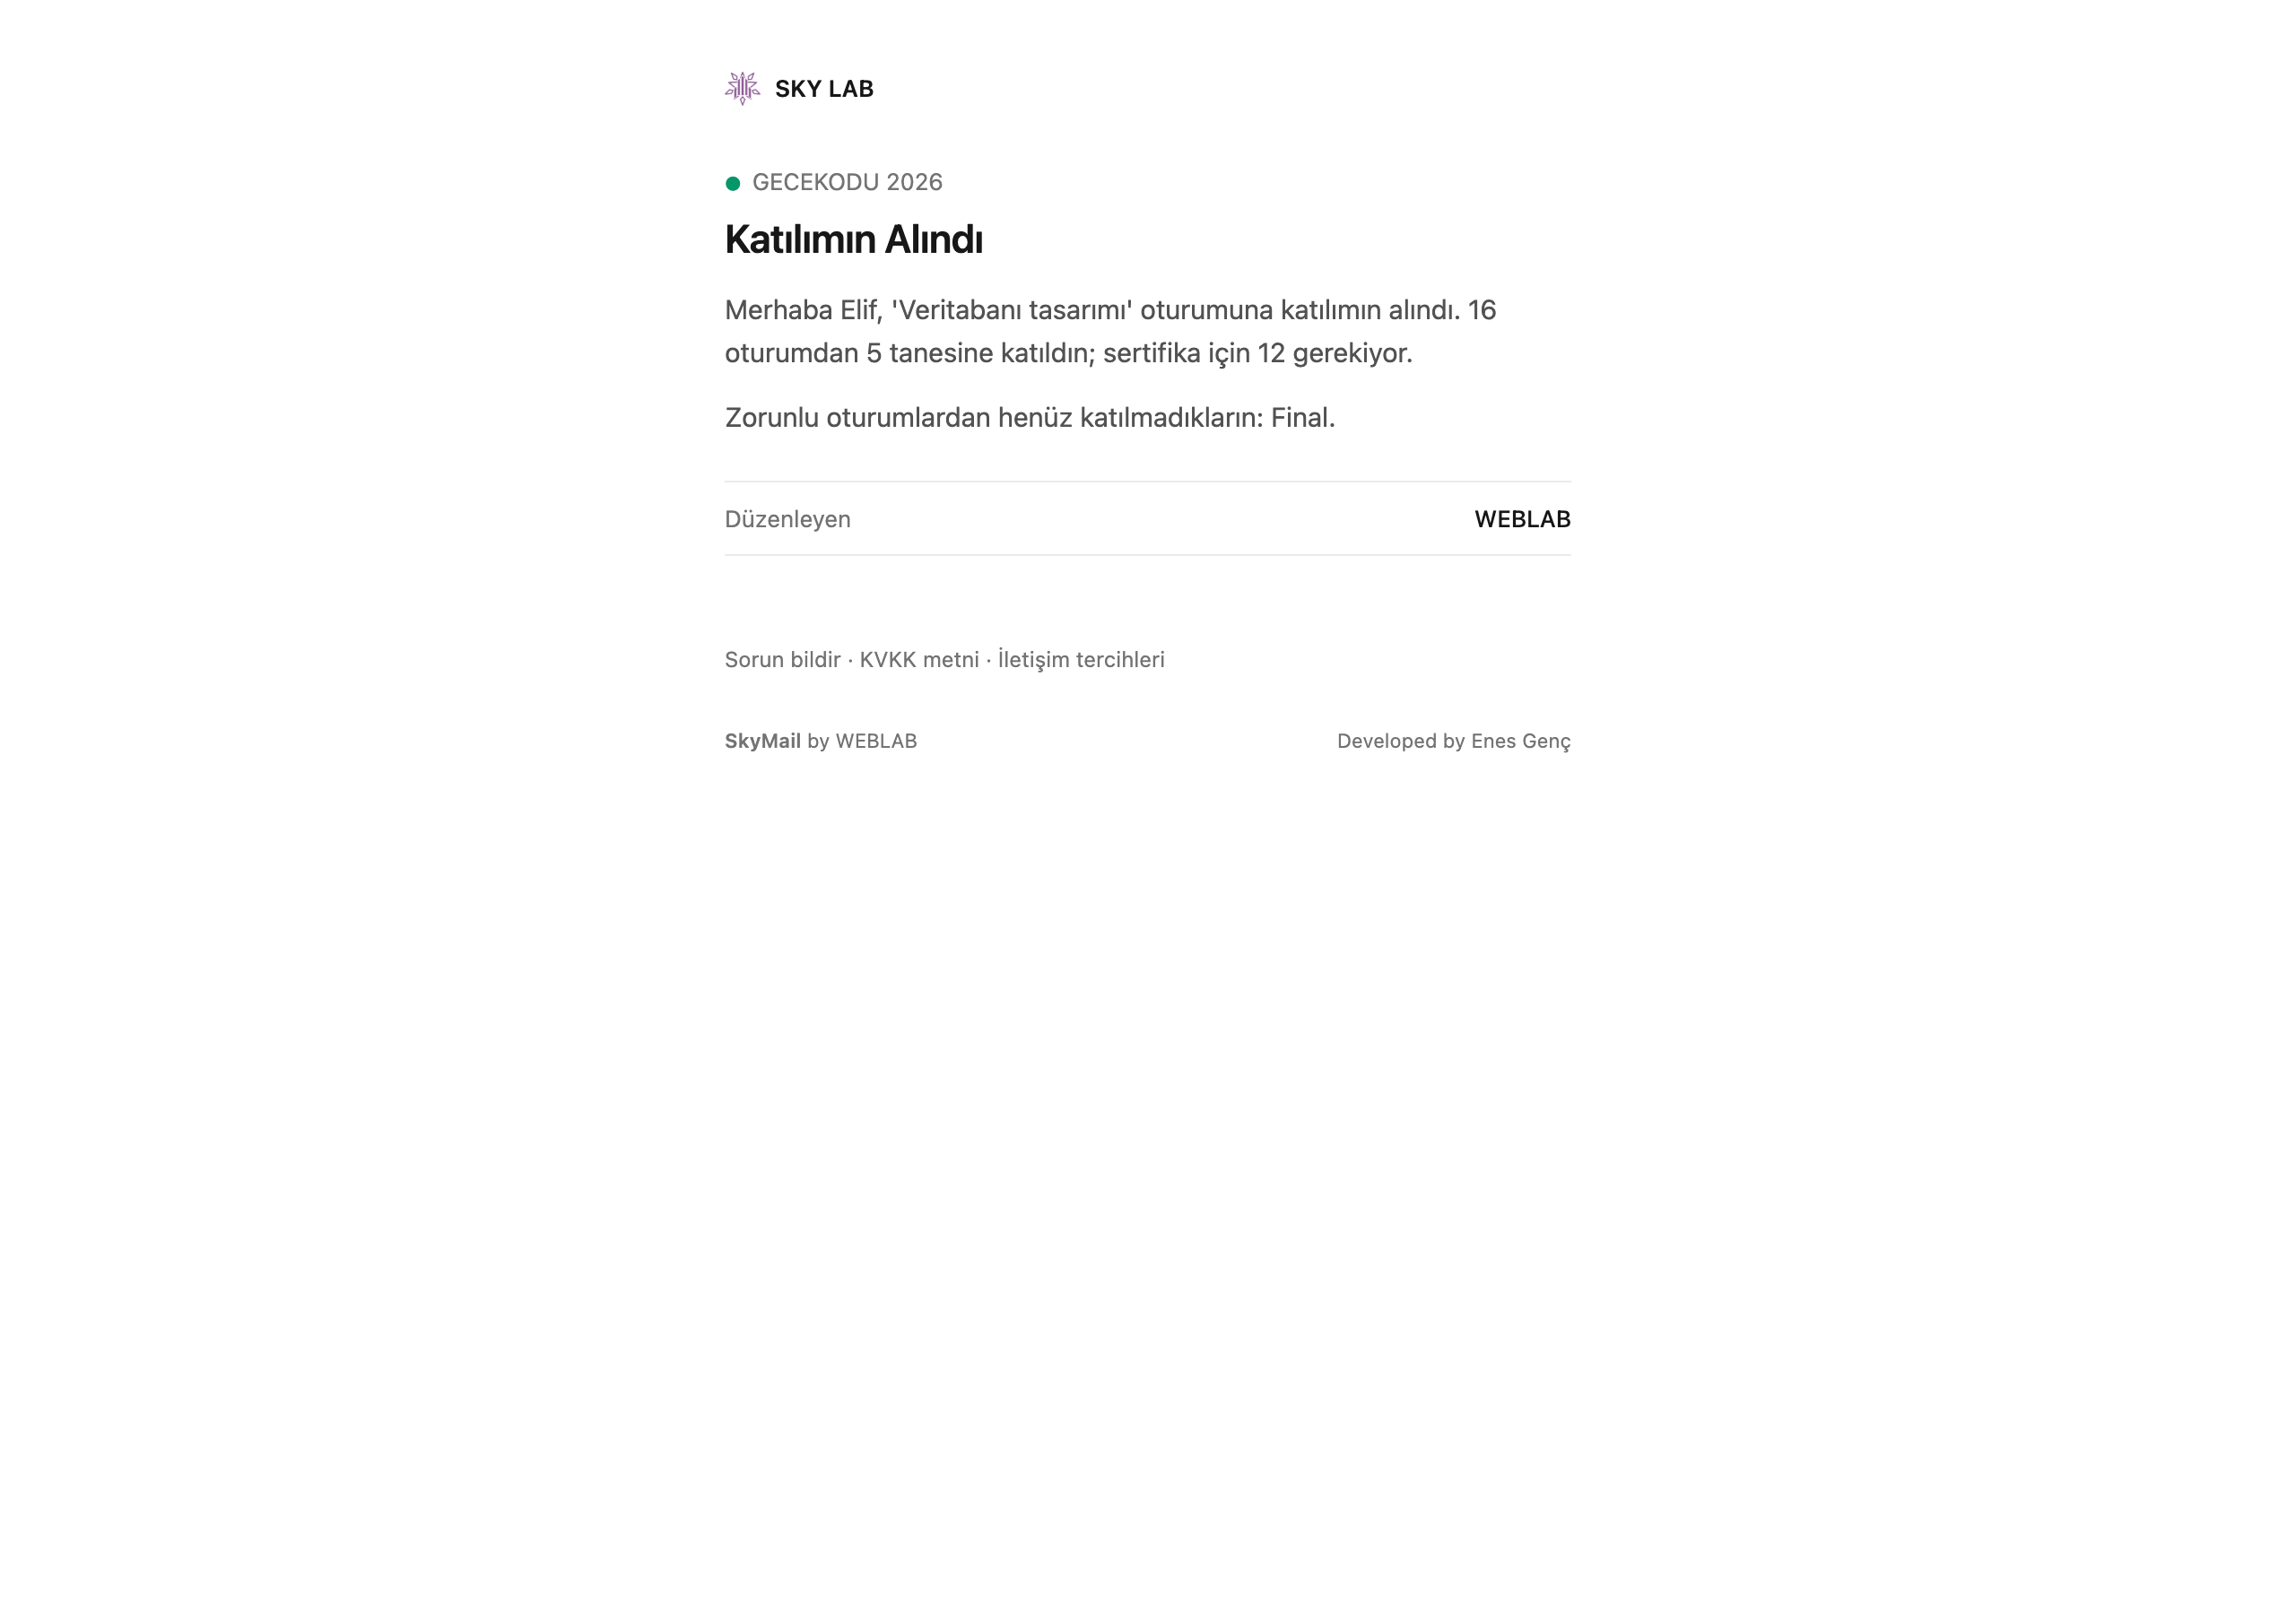 SKY LAB
GECEKODU 2026
Katılımın Alındı
Merhaba Elif, 'Veritabanı tasarımı' oturumuna katılımın alındı. 16
oturumdan 5 tanesine katıldın; sertifika için 12 gerekiyor.
Zorunlu oturumlardan henüz katılmadıkların: Final.
Düzenleyen WEBLAB
Sorun bildir · KVKK metni · İletişim tercihleri
SkyMail by WEBLAB Developed by Enes Genç